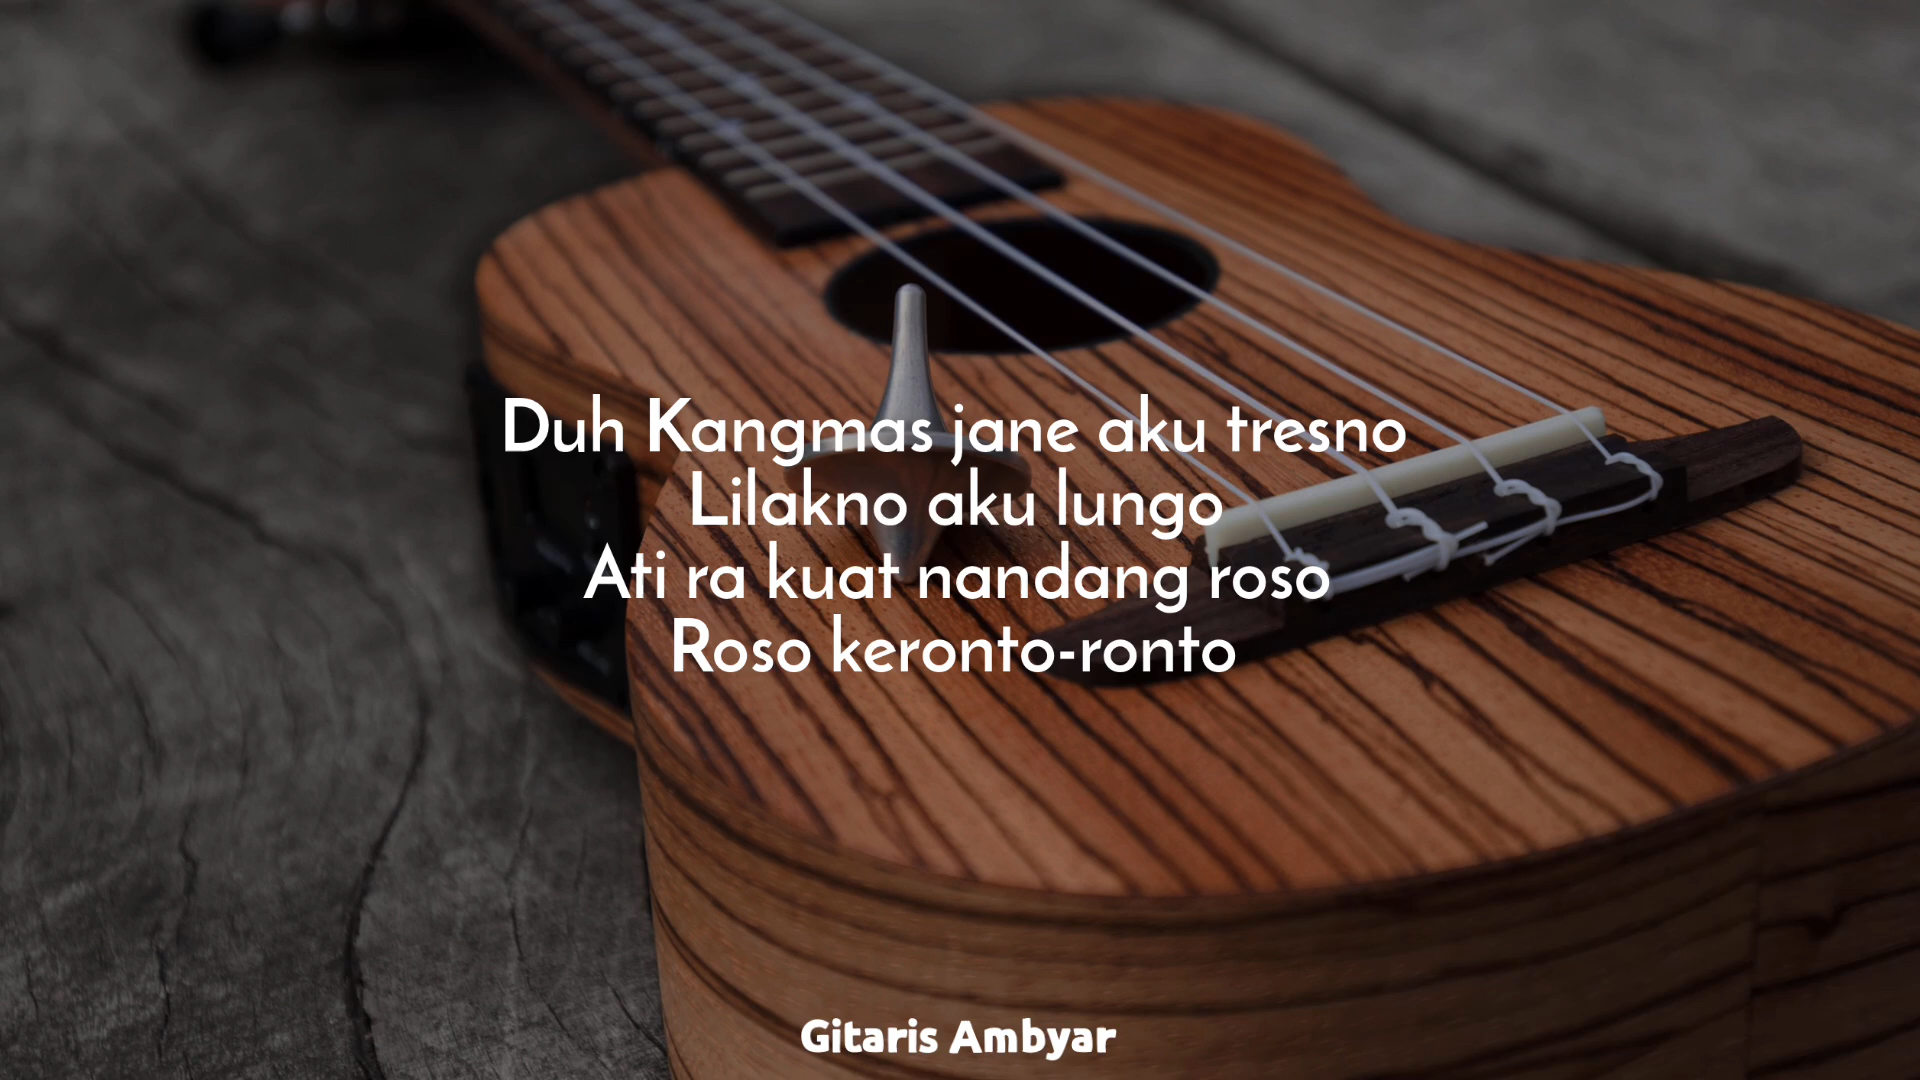 Duh Kangmas jane aku tresno
Lilakno aku lungo
Ati ra kuat nandang roso
Roso keronto-ronto
Gitaris Ambyar